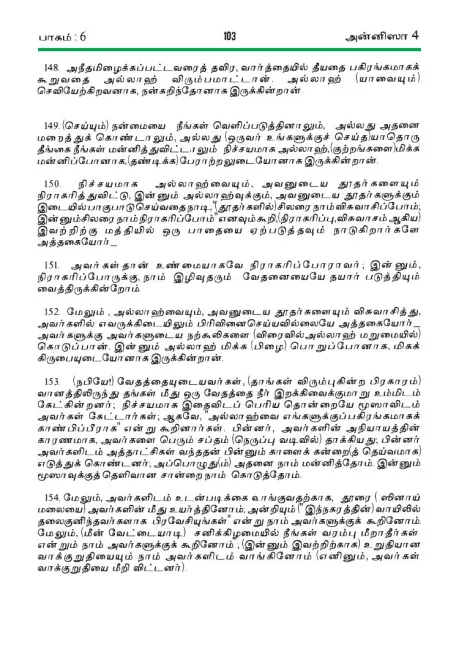 பாகம் : 6 103 அன்னிஸா 4
148. அநீதமிழைக்கப்பட்டவரைத் தவிர, வார்த்தையில் தீயதை பகிரங்கமாகக்
கூறுவதை அல்லாஹ் விரும்பமாட்டான். அல்லாஹ் (யாவையும்)
செவியேற்கிறவனாக, நன்கறிந்தோனாக இருக்கின்றான்.
149. (செய்யும்) நன்மையை நீங்கள் வெளிப்படுத்தினாலும், அல்லது அதனை
மறைத்துக் கொண்டாலும், அல்லது (ஒருவர் உங்களுக்குச் செய்த)யாதொரு
தீங்கை நீங்கள் மன்னித்துவிட்டாலும் நிச்சயமாக அல்லாஹ்,(குற்றங்களை)மிக்க
மன்னிப்போனாக,(தண்டிக்க)பேராற்றலுடையோனாக இருக்கின்றான்.
150. நிச்சயமாக அல்லாஹ்வையும், அவனுடைய தூதர்களையும்
நிராகரித்துவிட்டு, இன்னும் அல்லாஹ்வுக்கும், அவனுடைய தூதர்களுக்கும்
இடையில்பாகுபாடுசெய்வதைநாடி,"(தூதர்களில்)சிலரை நாம்விசுவாசிப்போம்;
இன்னும்சிலரை நாம்நிராகரிப்போம்" எனவும்கூறி,(நிராகரிப்பு,விசுவாசம்ஆகிய)
இவற்றிற்கு மத்தியில் ஒரு பாதையை ஏற்படுத்தவும் நாடுகிறார்களே
அத்தகையோர்_
151. அவர்கள்தான் உண்மையாகவே நிராகரிப்போராவர்; இன்னும்,
நிராகரிப்போருக்கு, நாம் இழிவுதரும் வேதனையையே தயார் படுத்தியும்
வைத்திருக்கின்றோம்.
152. மேலும் , அல்லாஹ்வையும், அவனுடைய தூதர்களையும் விசுவாசித்து,
அவர்களில் எவருக்கிடையிலும் பிரிவினைசெய்யவில்லையே அத்தகையோர்_
அவர்களுக்கு அவர்களுடைய நற்கூலிகளை (விரைவில்அல்லாஹ் மறுமையில்)
கொடுப்பான். இன்னும் அல்லாஹ் மிக்க (பிழை) பொறுப்போனாக, மிகக்
கிருபையுடையோனாக இருக்கின்றான்.
153. (நபியே!) வேதத்தையுடையவர்கள், (தாங்கள் விரும்புகின்ற பிரகாரம்)
வானத்திலிருந்து தங்கள் மீது ஒரு வேதத்தை நீர் இறக்கிவைக்குமாறு உம்மிடம்
கேட்கின்றனர்; நிச்சயமாக இதைவிடப் பெரிய தொன்றையே மூஸாவிடம்
அவர்கள் கேட்டார்கள்; ஆகவே, "அல்லாஹ்வை எங்களுக்குப்பகிரங்கமாகக்
காண்பிப்பீராக" என்று கூறினார்கள். பின்னர், அவர்களின் அநியாயத்தின்
காரணமாக, அவர்களை பெரும் சப்தம் (நெருப்பு வடிவில்) தாக்கியது; பின்னர்
அவர்களிடம் அத்தாட்சிகள் வந்ததன் பின்னும் காளைக் கன்றை(த் தெய்வமாக)
எடுத்துக் கொண்டனர்; அப்பொழுது(ம்) அதனை நாம் மன்னித்தோம். இன்னும்
மூஸாவுக்குத்தெளிவான சான்றை நாம் கொடுத்தோம்.
154. மேலும், அவர்களிடம் உடன்படிக்கை வாங்குவதற்காக, தூரை ( ஸினாய்
மலையை) அவர்களின் மீது உயர்த்தினோம்; அன்றியும் ("இந்நகரத்தின்) வாயிலில்
தலைகுனிந்தவர்களாக பிரவேசியுங்கள்" என்று நாம் அவர்களுக்குக் கூறினோம்.
மேலும், (மீன் வேட்டையாடி) சனிக்கிழமையில் நீங்கள் வரம்பு மீறாதீர்கள்
என்றும் நாம் அவர்களுக்குக் கூறினோம் ; (இன்னும் இவற்றிற்காக) உறுதியான
வாக்குறுதியையும் நாம் அவர்களிடம் வாங்கினோம் (எனினும், அவர்கள்
வாக்குறுதியை மீறி விட்டனர்).